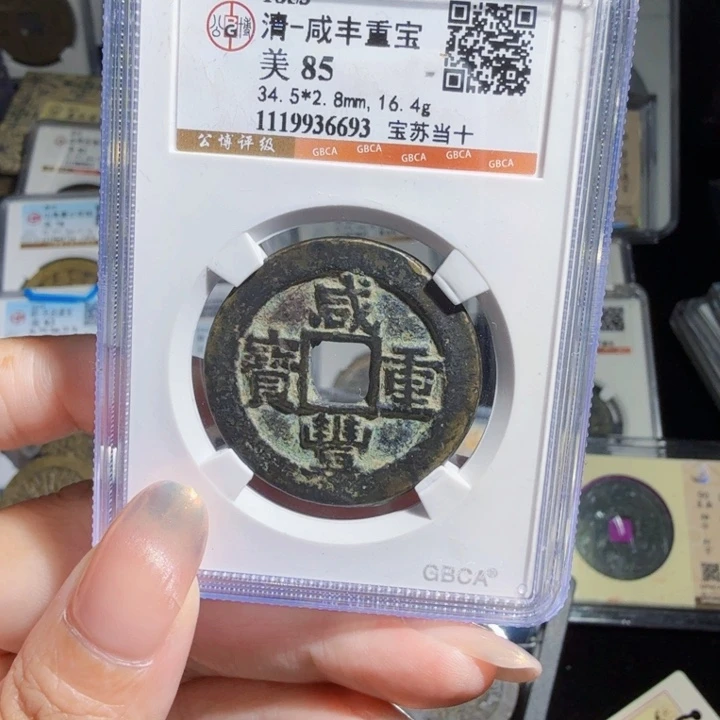 清-咸丰重宝
美 85
34.5*2.8mm, 16.4g
1119936693 宝苏当十
公博评级 GBCA GBCA GBCA GBCA GBCA
咸
寶 重
豐
GBCA®